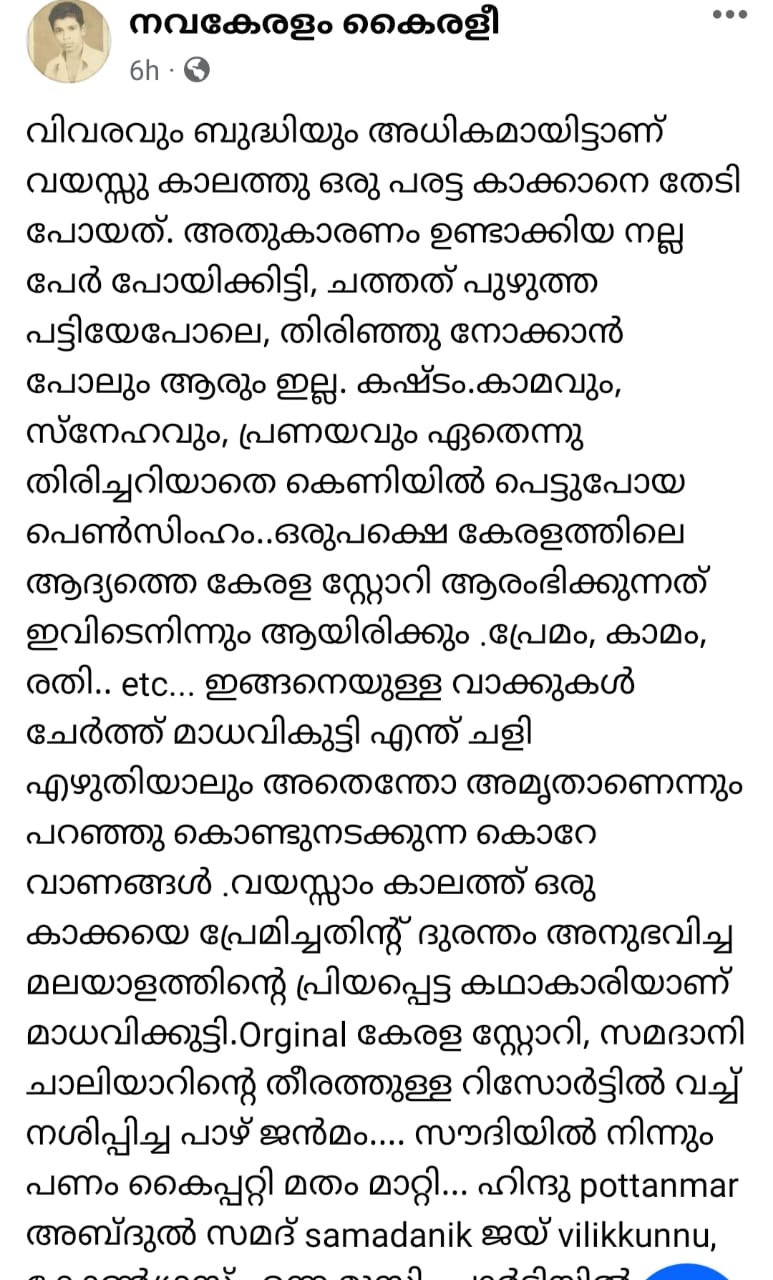 നവകേരളം കൈരളീ
6h ·
വിവരവും ബുദ്ധിയും അധികമായിട്ടാണ്
വയസ്സു കാലത്തു ഒരു പരട്ട കാക്കാനെ തേടി
പോയത്. അതുകാരണം ഉണ്ടാക്കിയ നല്ല
പേർ പോയിക്കിട്ടി, ചത്തത് പുഴുത്ത
പട്ടിയേപോലെ, തിരിഞ്ഞു നോക്കാൻ
പോലും ആരും ഇല്ല. കഷ്ടം.കാമവും,
സ്നേഹവും, പ്രണയവും ഏതെന്നു
തിരിച്ചറിയാതെ കെണിയിൽ പെട്ടുപോയ
പെൺസിംഹം..ഒരുപക്ഷെ കേരളത്തിലെ
ആദ്യത്തെ കേരള സ്റ്റോറി ആരംഭിക്കുന്നത്
ഇവിടെനിന്നും ആയിരിക്കും .പ്രേമം, കാമം,
രതി.. etc... ഇങ്ങനെയുള്ള വാക്കുകൾ
ചേർത്ത് മാധവികുട്ടി എന്ത് ചളി
എഴുതിയാലും അതെന്തോ അമൃതാണെന്നും
പറഞ്ഞു കൊണ്ടുനടക്കുന്ന കൊറേ
വാണങ്ങൾ .വയസ്സാം കാലത്ത് ഒരു
കാക്കയെ പ്രേമിച്ചതിന്റ് ദുരന്തം അനുഭവിച്ച
മലയാളത്തിന്റെ പ്രിയപ്പെട്ട കഥാകാരിയാണ്
മാധവിക്കുട്ടി.Orginal കേരള സ്റ്റോറി, സമദാനി
ചാലിയാറിന്റെ തീരത്തുള്ള റിസോർട്ടിൽ വച്ച്
നശിപ്പിച്ച പാഴ് ജൻമം.... സൗദിയിൽ നിന്നും
പണം കൈപ്പറ്റി മതം മാറ്റി... ഹിന്ദു pottanmar
അബ്ദുൽ സമദ് samadanik ജയ് vilikkunnu,